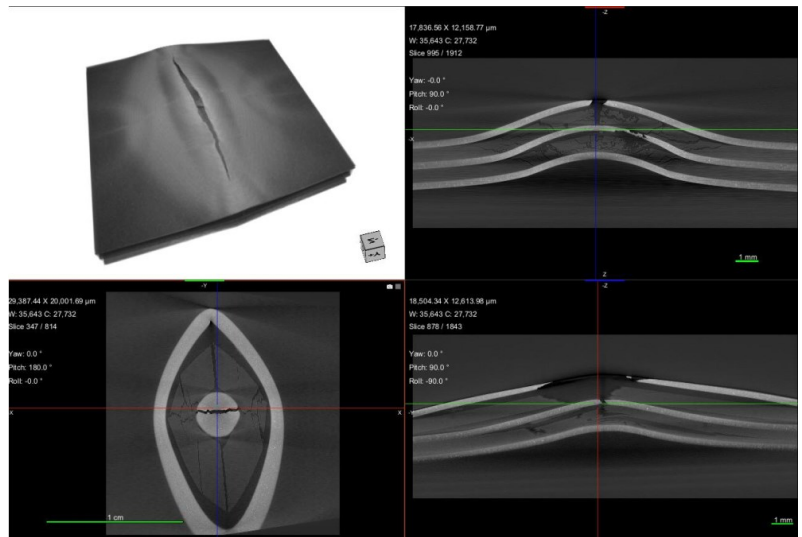 -Z
17,836.56 X 12,158.77 µm
W: 35,643 C: 27,732
Slice 995 / 1912
Yaw: -0.0 °
Pitch: 90.0 °
Roll: -0.0 °
-X
1 mm
Z
-Y
29,387.44 X 20,001.69 µm
W: 35,643 C: 27,732
Slice 347 / 814
Yaw: 0.0 °
Pitch: 180.0 °
Roll: -0.0 °
X
X
1 cm
-Z
18,504.34 X 12,613.98 µm
W: 35,643 C: 27,732
Slice 878 / 1843
Yaw: 0.0 °
Pitch: 90.0 °
Roll: -90.0 °
-Y
1 mm